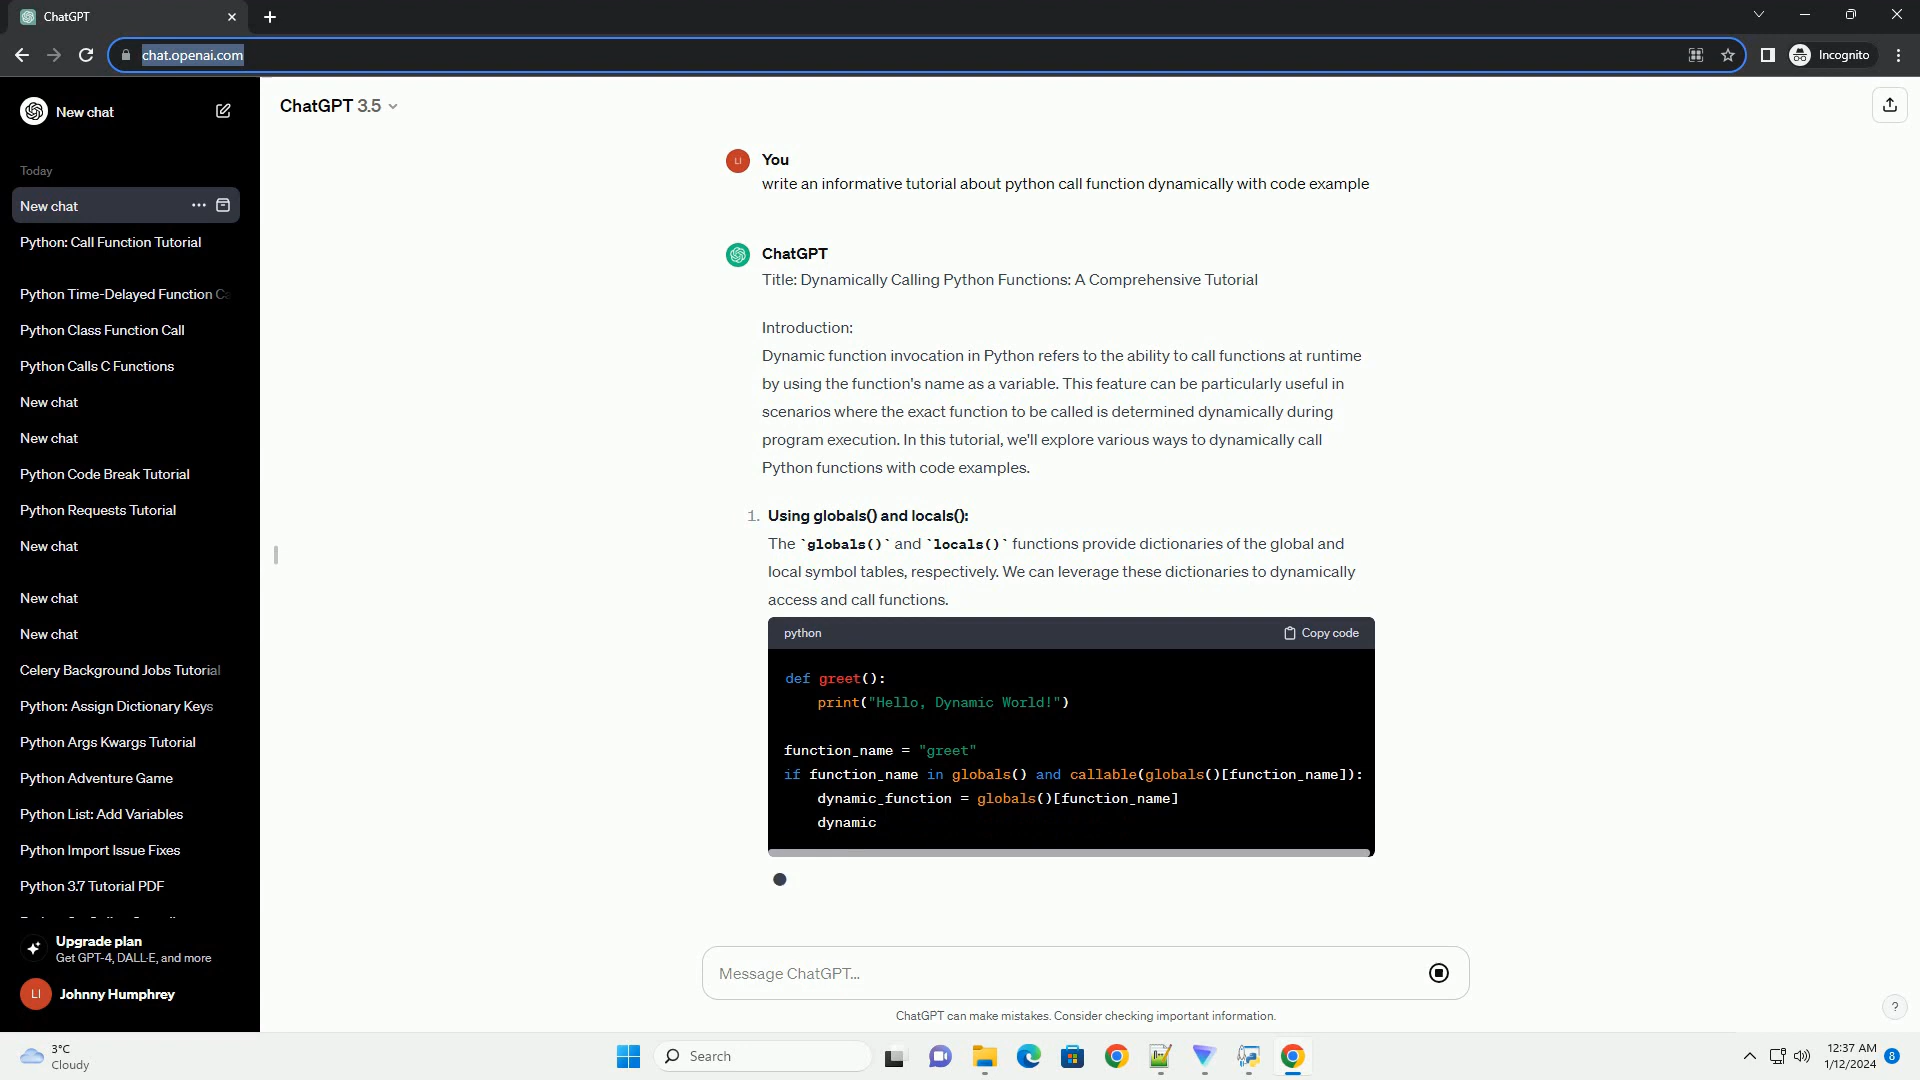 ChatGPT
chat.openai.com
Incognito
New chat
Today
New chat
Python: Call Function Tutorial
Python Time-Delayed Function
Python Class Function Call
Python Calls C Functions
New chat
New chat
Python Code Break Tutorial
Python Requests Tutorial
New chat
New chat
New chat
Celery Background Jobs Tutorial
Python: Assign Dictionary Keys
Python Args Kwargs Tutorial
Python Adventure Game
Python List: Add Variables
Python Import Issue Fixes
Python 3.7 Tutorial PDF
Upgrade plan
Get GPT-4, DALL·E, and more
LI
Johnny Humphrey
ChatGPT 3.5
LI
You
write an informative tutorial about python call function dynamically with code example
ChatGPT
Title: Dynamically Calling Python Functions: A Comprehensive Tutorial
Introduction:
Dynamic function invocation in Python refers to the ability to call functions at runtime
by using the function's name as a variable. This feature can be particularly useful in
scenarios where the exact function to be called is determined dynamically during
program execution. In this tutorial, we'll explore various ways to dynamically call
Python functions with code examples.
1. Using globals() and locals():
The `globals()` and `locals()` functions provide dictionaries of the global and
local symbol tables, respectively. We can leverage these dictionaries to dynamically
access and call functions.
python
Copy code
def greet():
    print("Hello, Dynamic World!")
function_name = "greet"
if function_name in globals() and callable(globals()[function_name]):
    dynamic_function = globals()[function_name]
    dynamic
Message ChatGPT...
ChatGPT can make mistakes. Consider checking important information.
?
3°C
Cloudy
Search
12:37 AM
1/12/2024
8